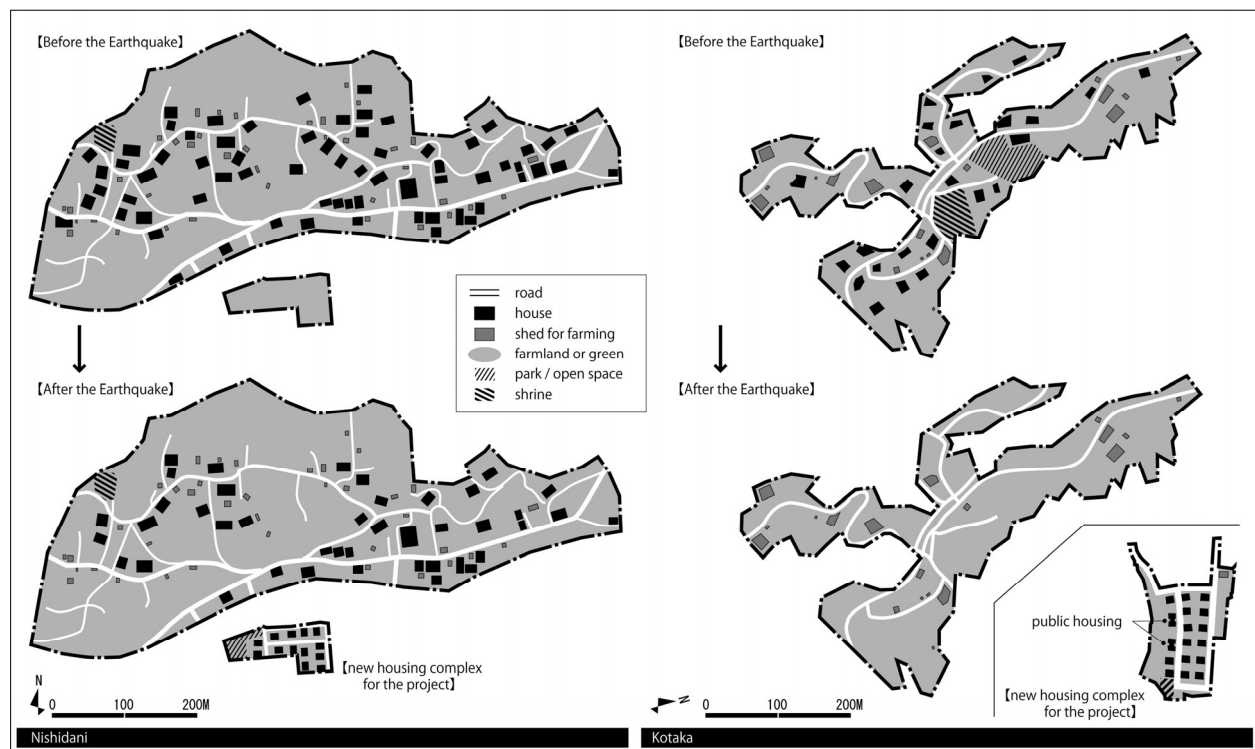 【Before the Earthquake】
【Before the Earthquake】
road
house
shed for farming
farmland or green
park / open space
shrine
【After the Earthquake】
【After the Earthquake】
public housing
【new housing complex
for the project】
【new housing complex
for the project】
N
0 100 200M
N
0 100 200M
Nishidani
Kotaka